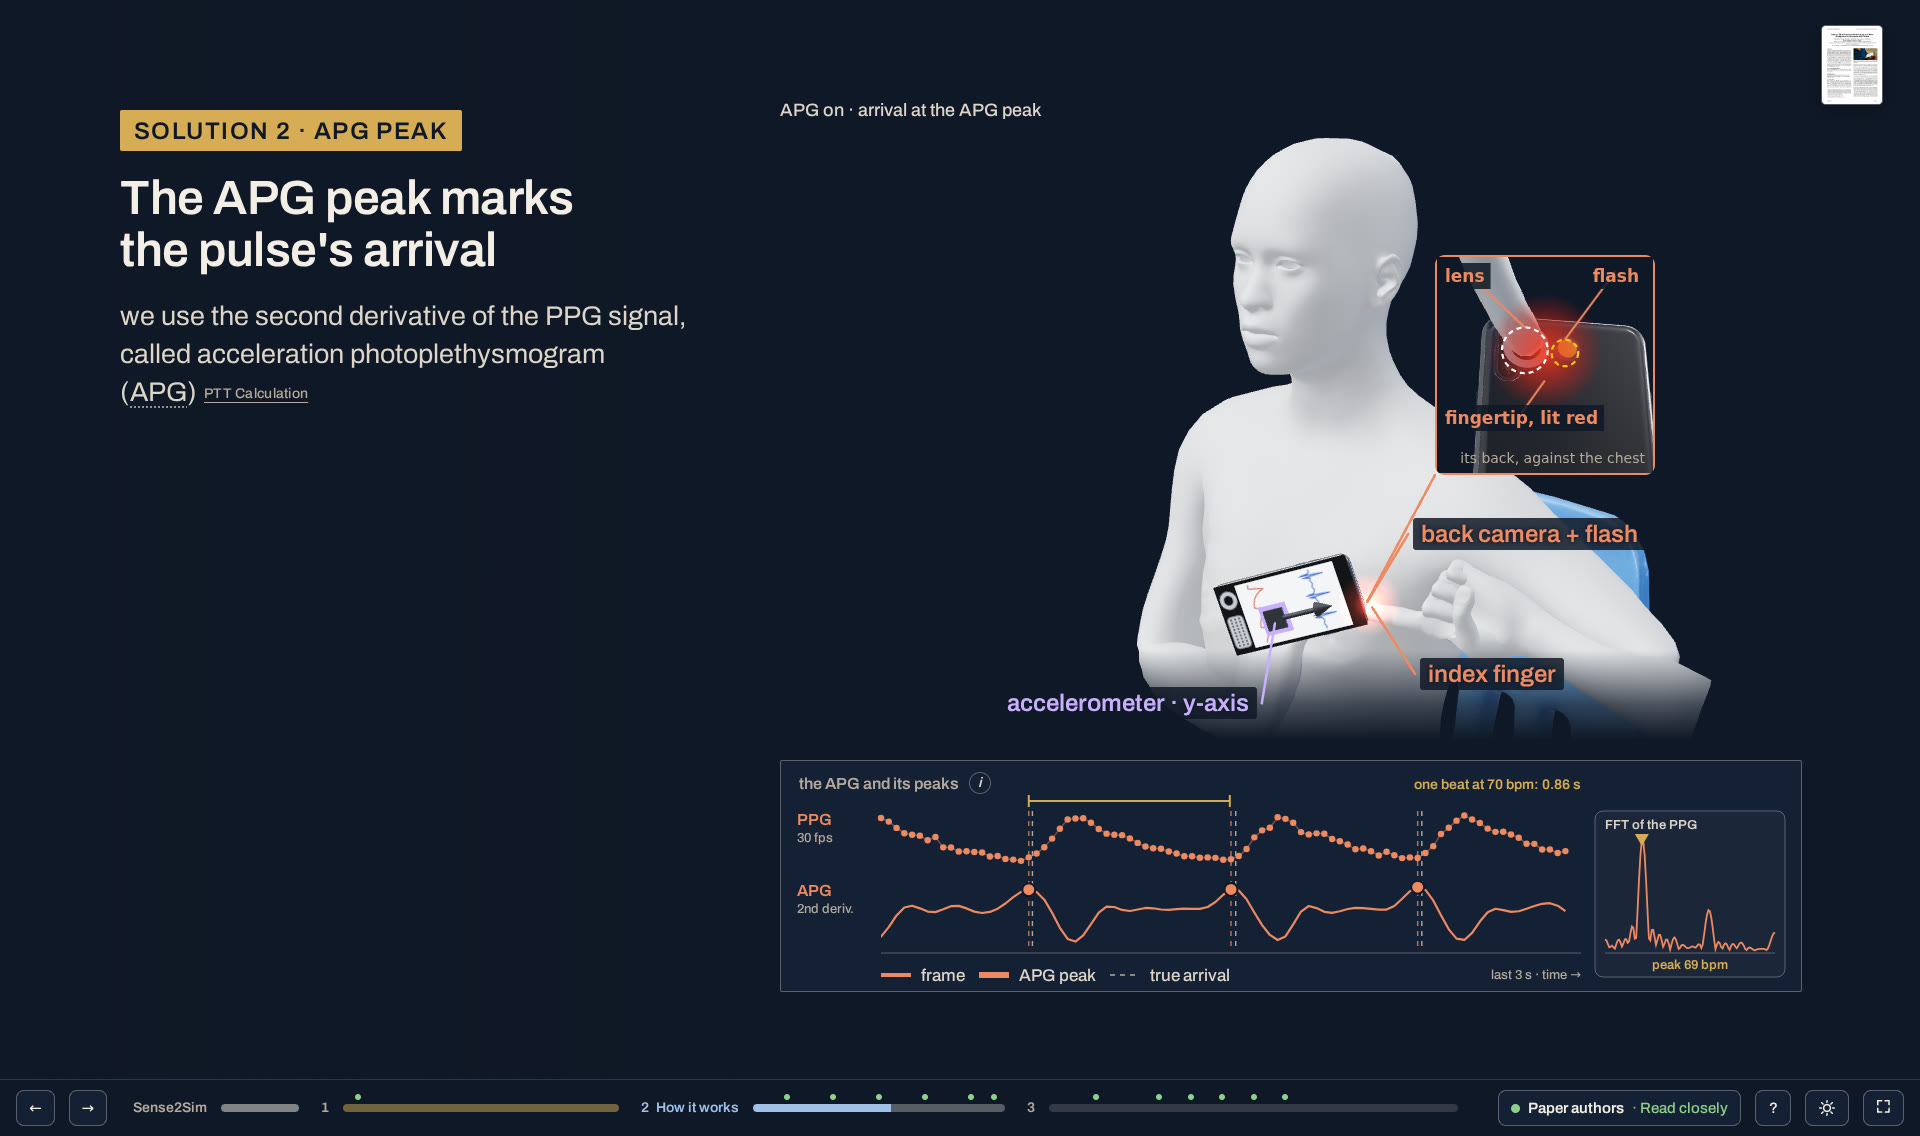 SOLUTION 2 · APG PEAK
The APG peak marks
the pulse's arrival
we use the second derivative of the PPG signal,
called acceleration photoplethysmogram
(APG) PTT Calculation
APG on · arrival at the APG peak
lens
flash
fingertip, lit red
its back, against the chest
back camera + flash
index finger
accelerometer · y-axis
the APG and its peaks i
one beat at 70 bpm: 0.86 s
PPG
30 fps
APG
2nd deriv.
FFT of the PPG
peak 69 bpm
frame APG peak true arrival
last 3 s · time →
← → Sense2Sim 1 2 How it works 3 Paper authors · Read closely ?